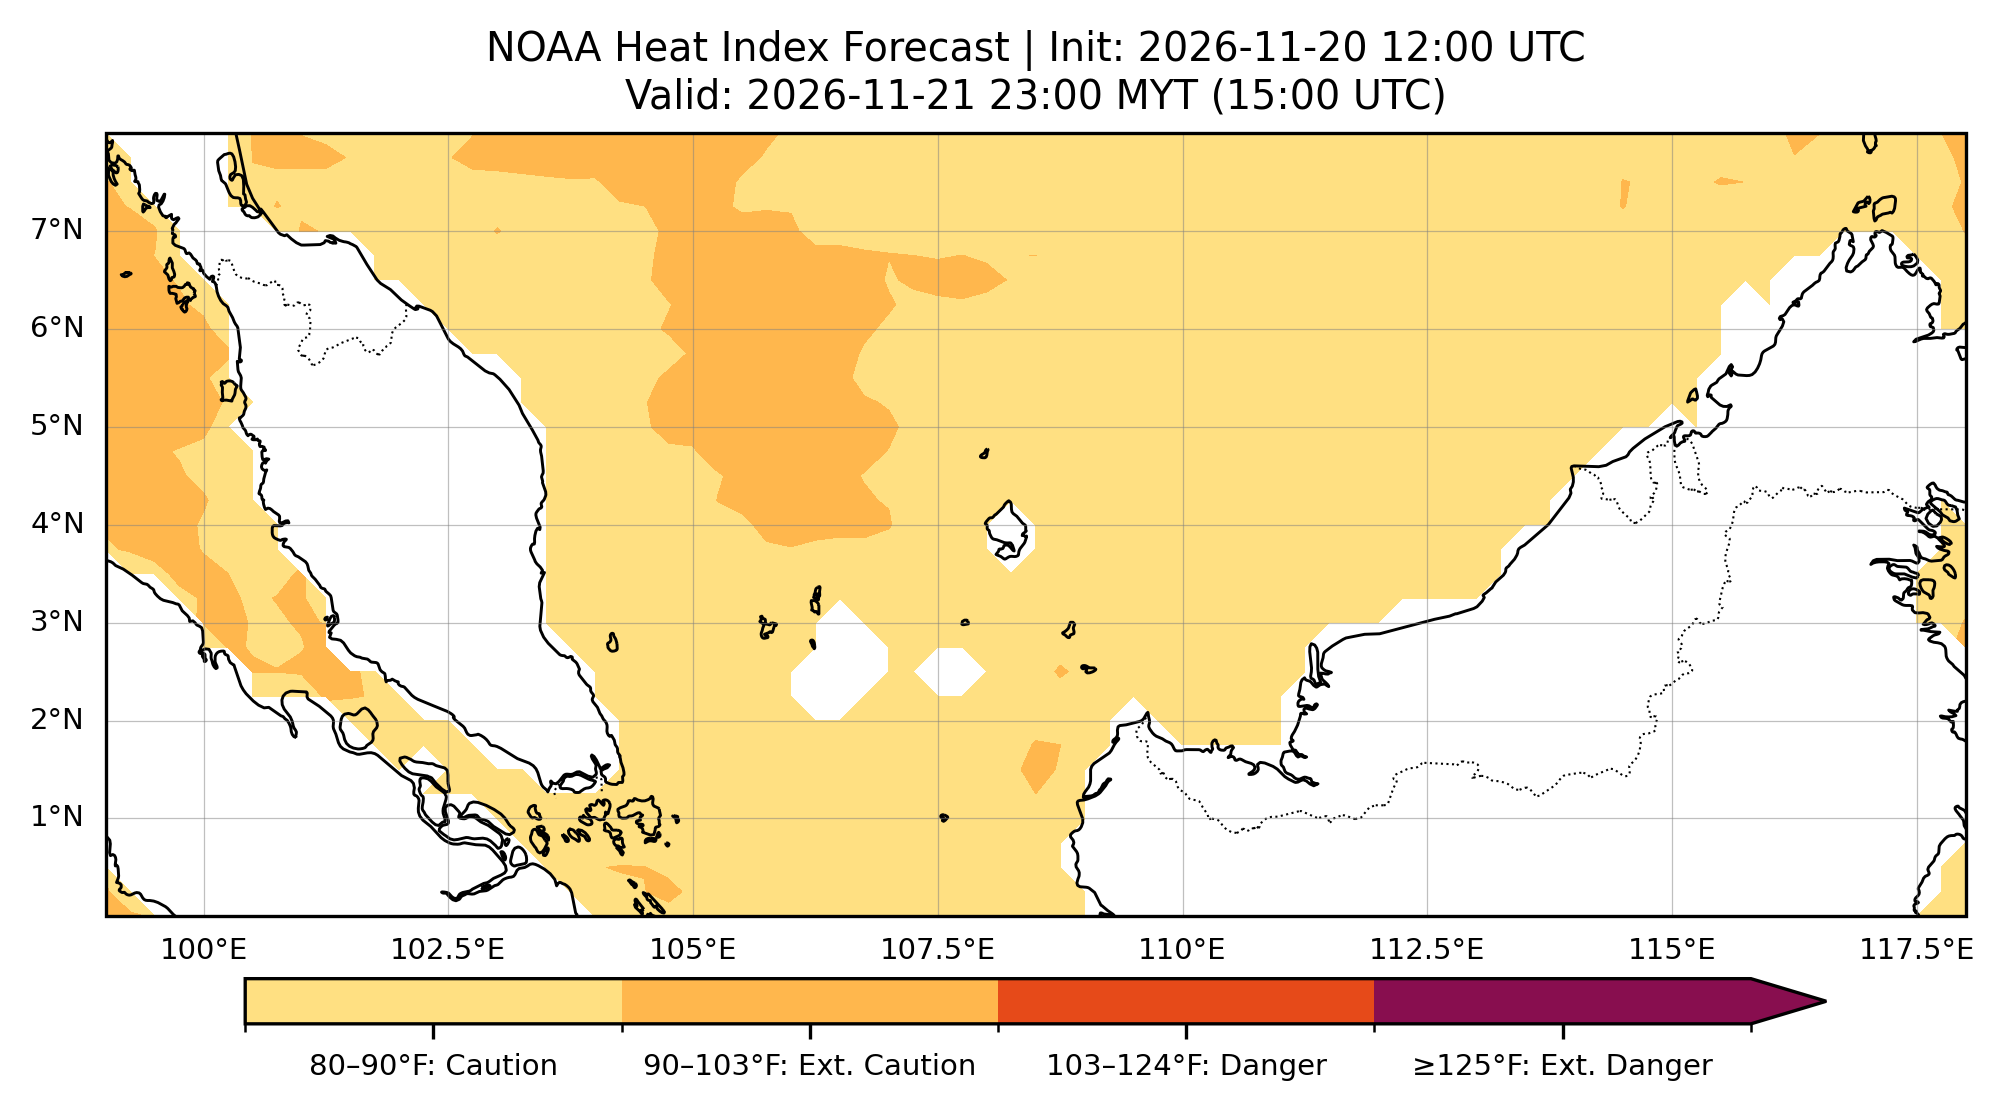 NOAA Heat Index Forecast | Init: 2026-11-20 12:00 UTC
Valid: 2026-11-21 23:00 MYT (15:00 UTC)
7°N
6°N
5°N
4°N
3°N
2°N
1°N
100°E 102.5°E 105°E 107.5°E 110°E 112.5°E 115°E 117.5°E
80–90°F: Caution 90–103°F: Ext. Caution 103–124°F: Danger ≥125°F: Ext. Danger